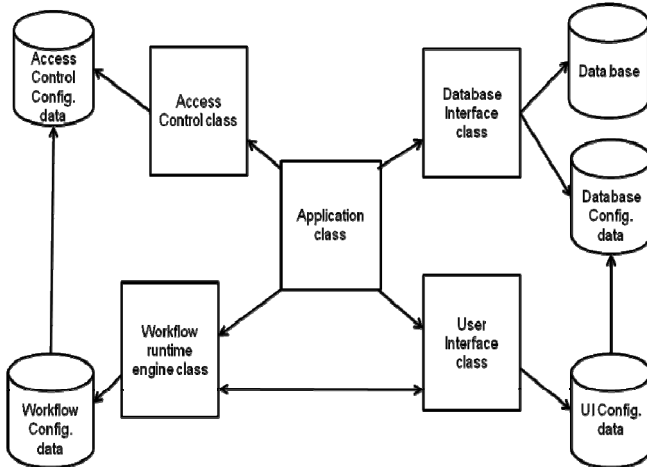 Access
Control
Config.
data
Access
Control class
Database
Interface
class
Data base
Application
class
Database
Config.
data
Workflow
runtime
engine class
User
Interface
class
Workflow
Config.
data
UI Config.
data